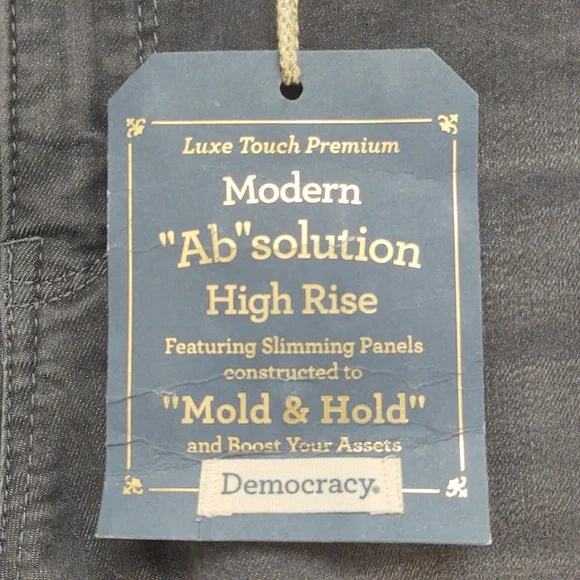 Luxe Touch Premium
Modern
"Ab"solution
High Rise
Featuring Slimming Panels
constructed to
"Mold & Hold"
and Boost Your Assets
Democracy®